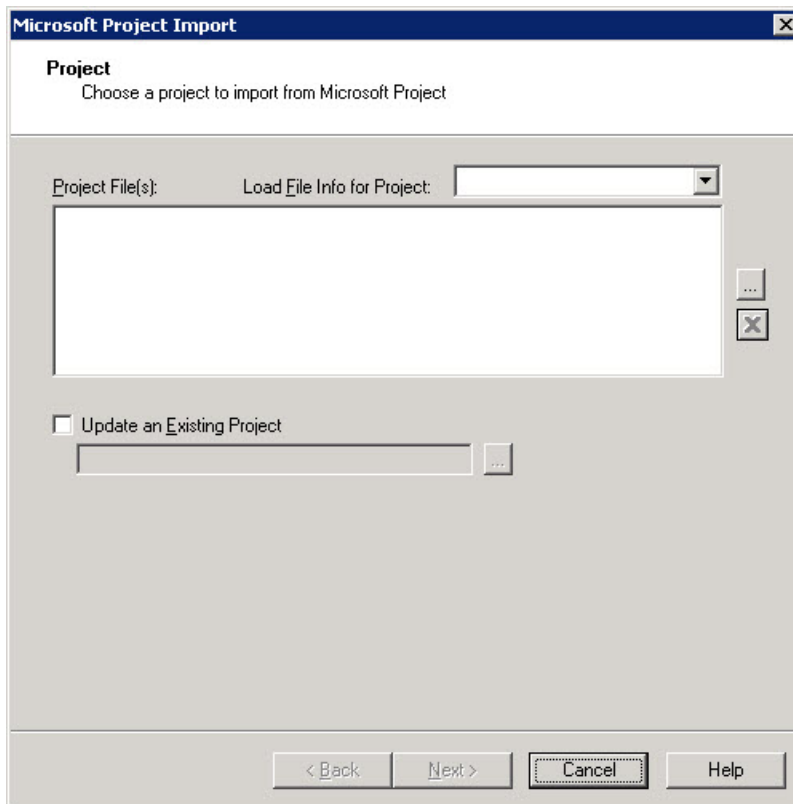 Microsoft Project Import
Project
Choose a project to import from Microsoft Project
Project File(s): Load File Info for Project:
...
Update an Existing Project
...
< Back Next > Cancel Help